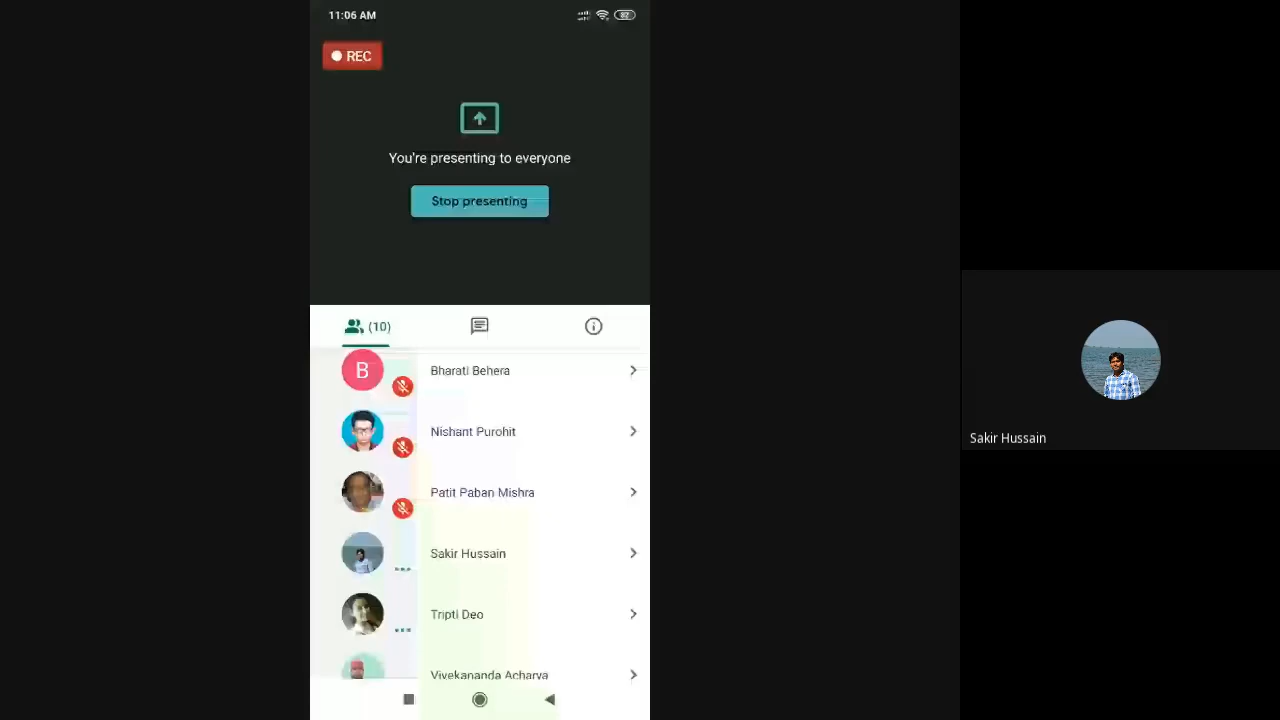 11:06 AM
82
REC
You're presenting to everyone
Stop presenting
(10)
B
Bharati Behera
Nishant Purohit
Patit Paban Mishra
Sakir Hussain
Tripti Deo
Vivekananda Acharya
Sakir Hussain